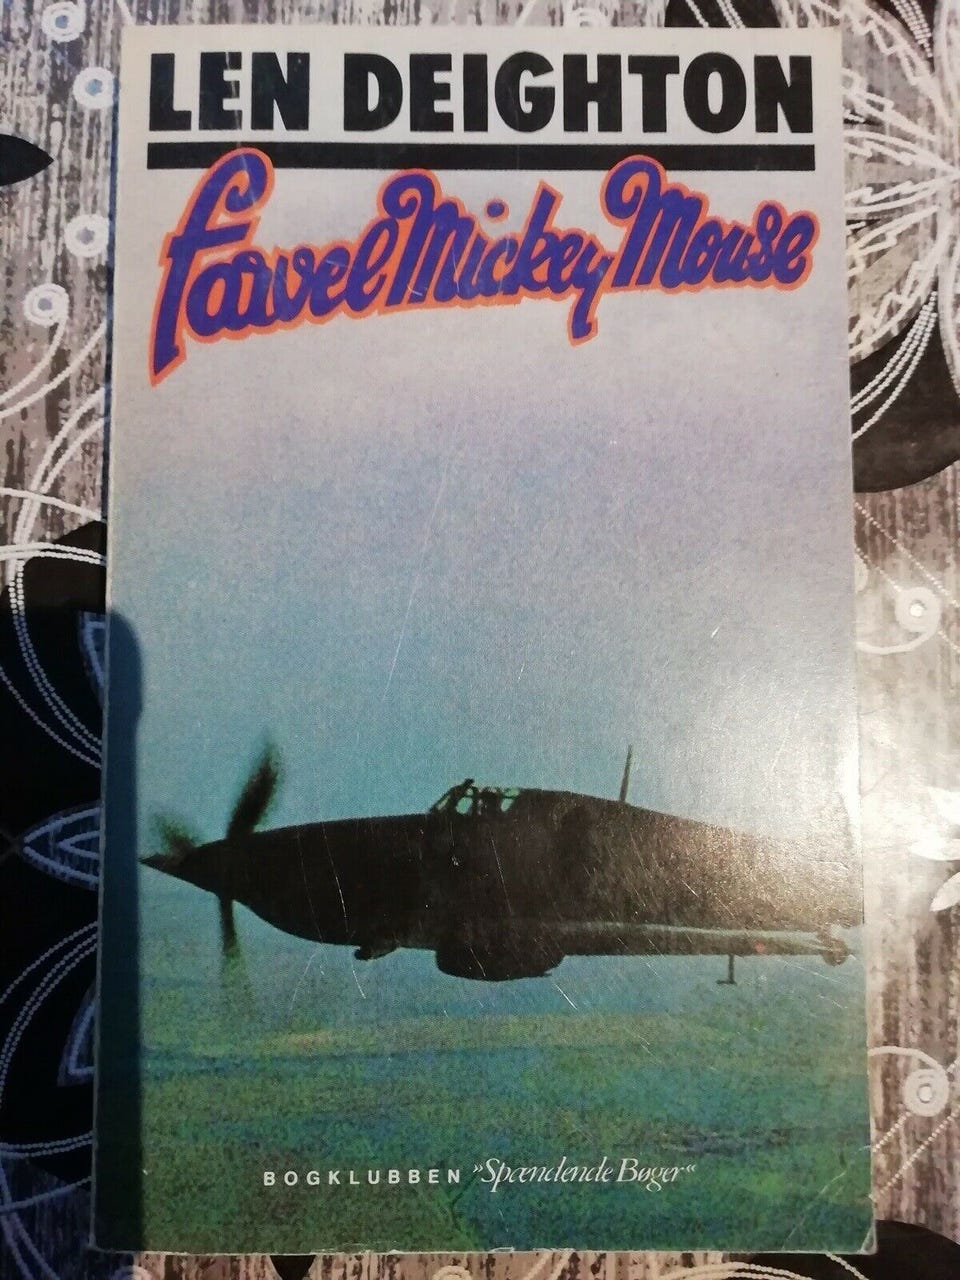 LEN DEIGHTON
farvel Mickey Mouse
BOGKLUBBEN »Spændende Bøger«